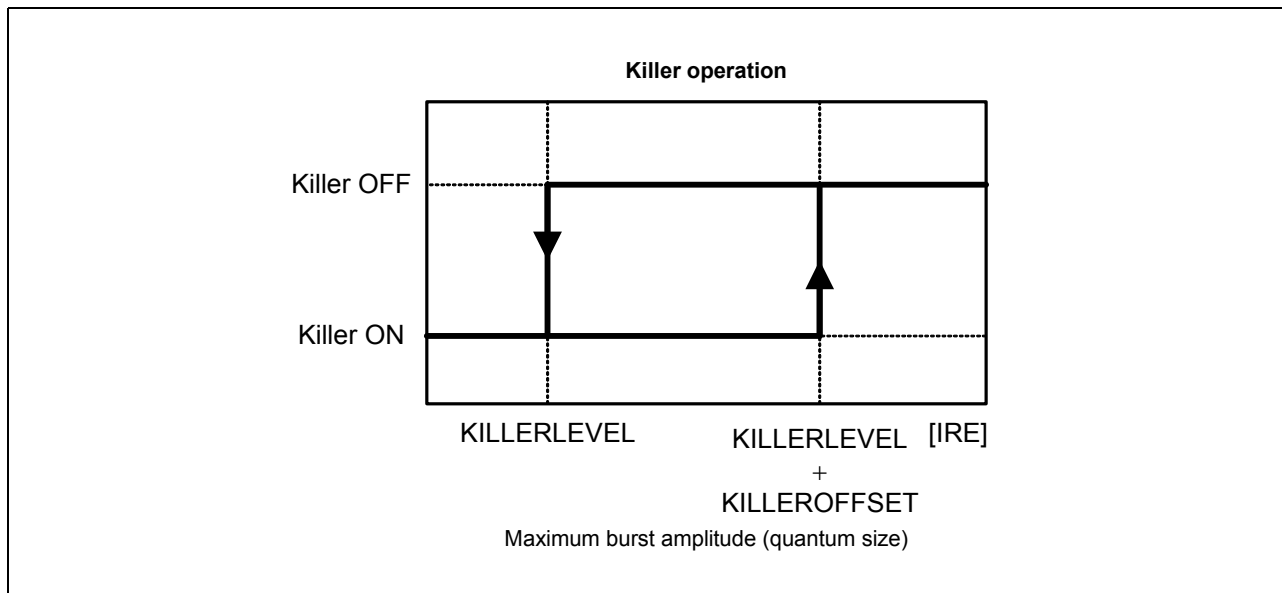 Killer operation
Killer OFF
Killer ON
KILLERLEVEL
KILLERLEVEL
+
KILLEROFFSET
[IRE]
Maximum burst amplitude (quantum size)